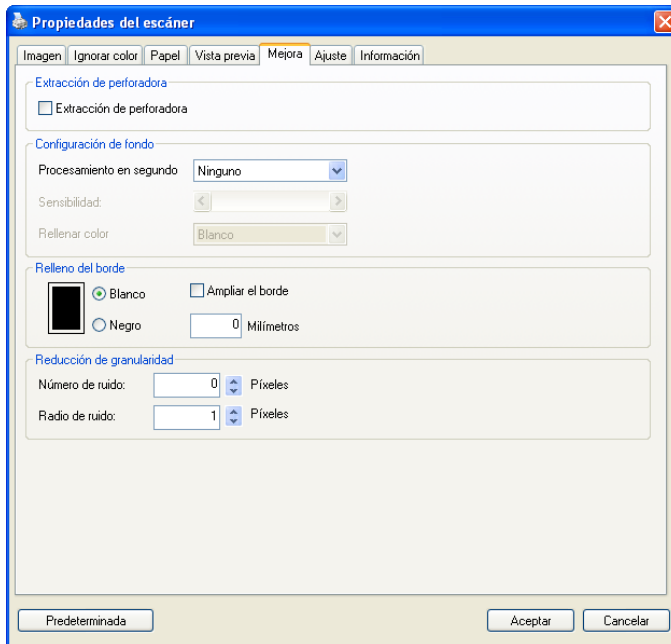 Propiedades del escáner
Imagen Ignorar color Papel Vista previa Mejora Ajuste Información
Extracción de perforadora
Extracción de perforadora
Configuración de fondo
Procesamiento en segundo Ninguno
Sensibilidad:
Rellenar color Blanco
Relleno del borde
Blanco Ampliar el borde
Negro 0 Milímetros
Reducción de granularidad
Número de ruido: 0 Píxeles
Radio de ruido: 1 Píxeles
Predeterminada Aceptar Cancelar